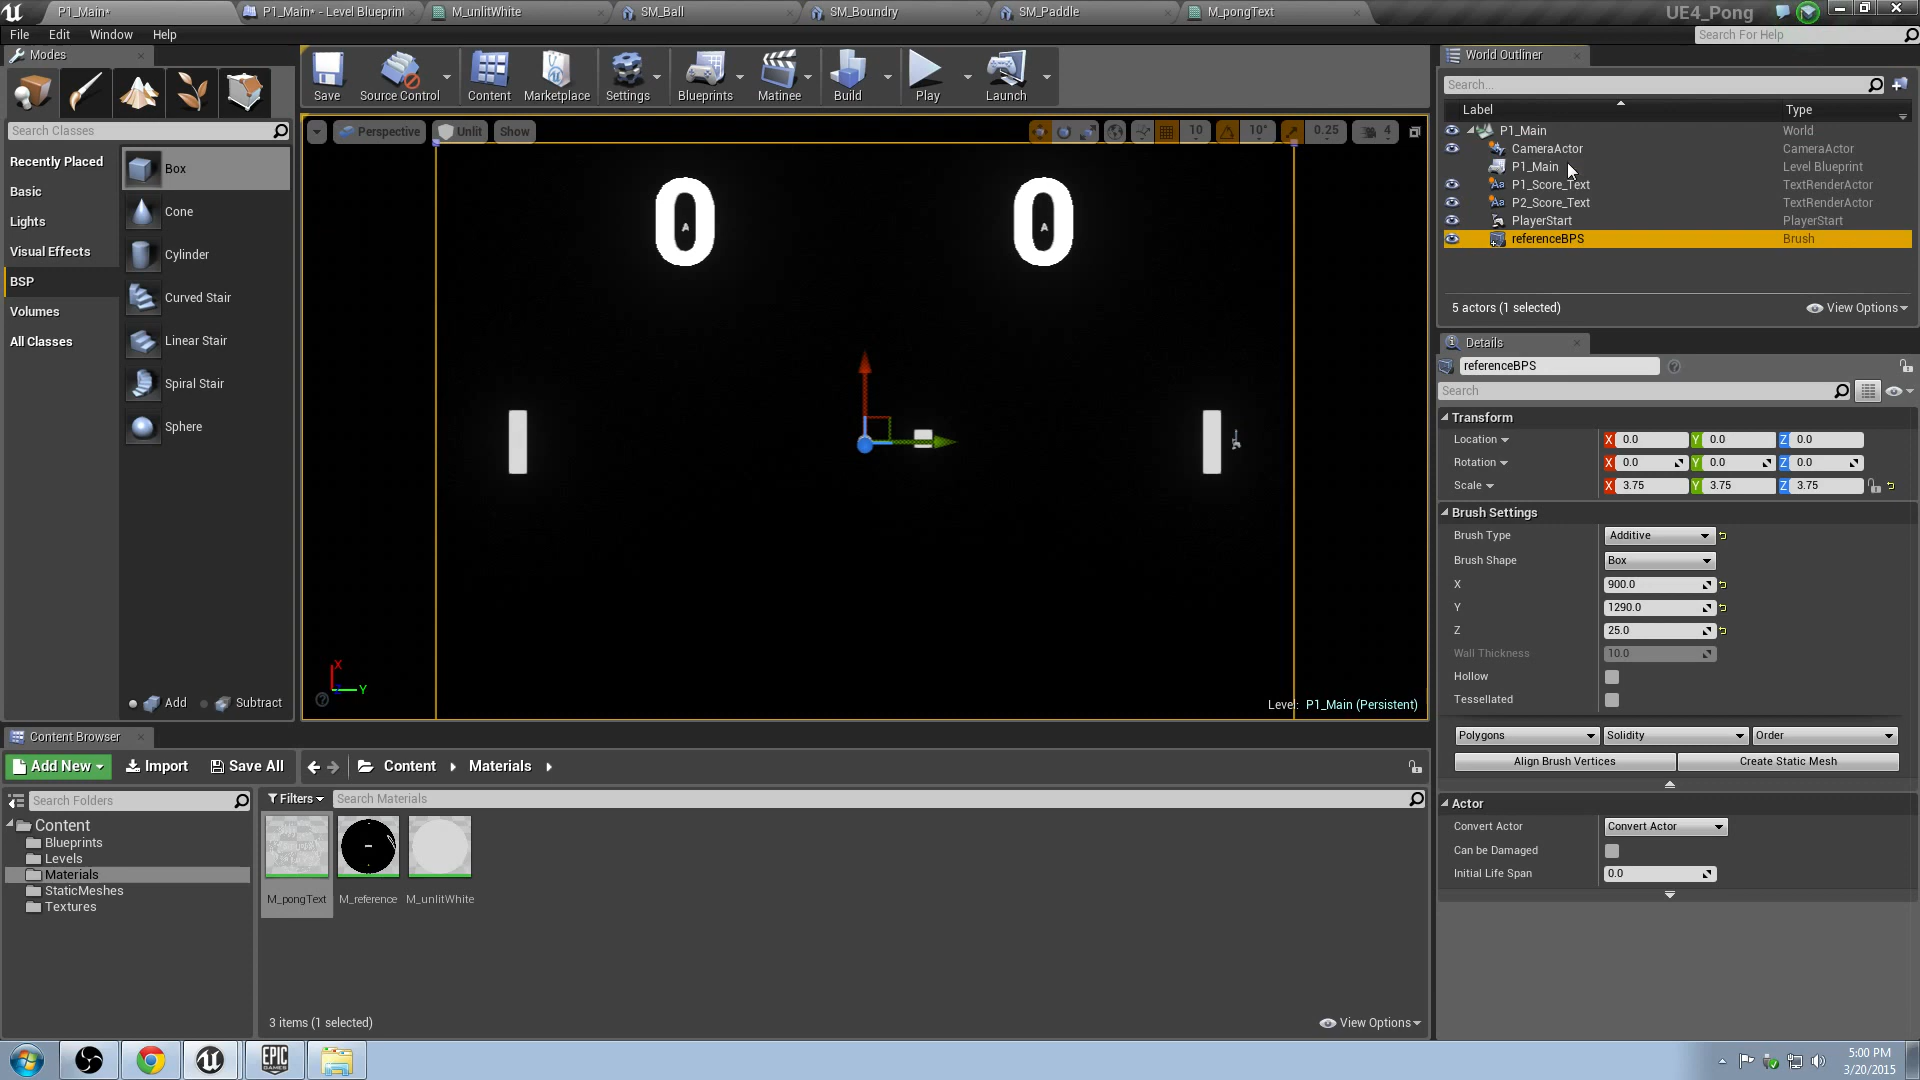 P1_Main*
P1_Main* - Level Blueprint
M_unlitWhite
SM_Ball
SM_Boundry
SM_Paddle
M_pongText
UE4_Pong
File
Edit
Window
Help
Search For Help
Modes
Search Classes
Recently Placed
Basic
Lights
Visual Effects
BSP
Volumes
All Classes
Box
Cone
Cylinder
Curved Stair
Linear Stair
Spiral Stair
Sphere
Add
Subtract
Save
Source Control
Content
Marketplace
Settings
Blueprints
Matinee
Build
Play
Launch
Perspective
Unlit
Show
10
10°
0.25
4
0
0
X
Y
Level: P1_Main (Persistent)
World Outliner
Search...
Label
Type
P1_Main
World
CameraActor
CameraActor
P1_Main
Level Blueprint
P1_Score_Text
TextRenderActor
P2_Score_Text
TextRenderActor
PlayerStart
PlayerStart
referenceBPS
Brush
5 actors (1 selected)
View Options
Details
referenceBPS
Search
Transform
Location
X 0.0
Y 0.0
Z 0.0
Rotation
X 0.0
Y 0.0
Z 0.0
Scale
X 3.75
Y 3.75
Z 3.75
Brush Settings
Brush Type
Additive
Brush Shape
Box
X
900.0
Y
1290.0
Z
25.0
Wall Thickness
10.0
Hollow
Tessellated
Polygons
Solidity
Order
Align Brush Vertices
Create Static Mesh
Actor
Convert Actor
Convert Actor
Can be Damaged
Initial Life Span
0.0
Content Browser
Add New
Import
Save All
Content
Materials
Search Folders
Filters
Search Materials
Content
Blueprints
Levels
Materials
StaticMeshes
Textures
M_pongText
M_reference
M_unlitWhite
3 items (1 selected)
View Options
EPIC
GAMES
5:00 PM
3/20/2015